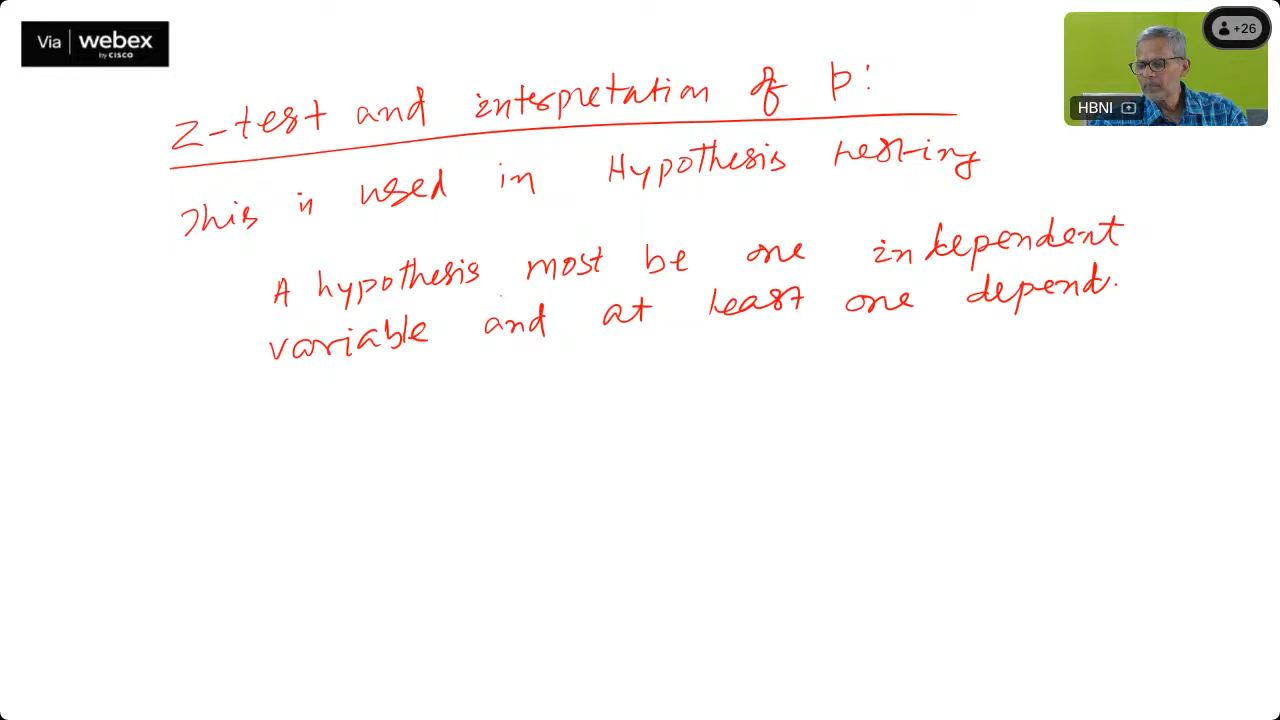 Via webex
by CISCO
+26
HBNI
Z-test and interpretation of p:
This is used in Hypothesis testing
A hypothesis most be one independent
variable and at least one depend.